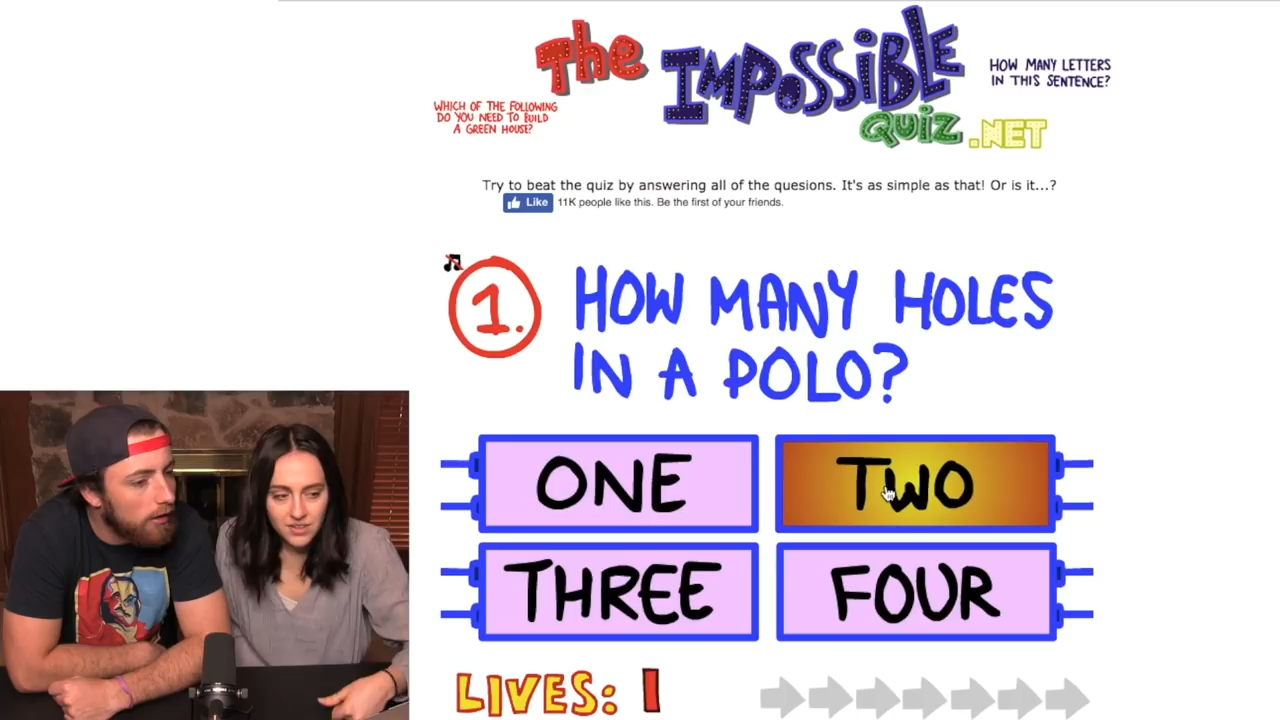 The Impossible
Quiz .NET
HOW MANY LETTERS
IN THIS SENTENCE?
WHICH OF THE FOLLOWING
DO YOU NEED TO BUILD
A GREEN HOUSE?
Try to beat the quiz by answering all of the quesions. It's as simple as that! Or is it...?
Like 11K people like this. Be the first of your friends.
1. HOW MANY HOLES
IN A POLO?
ONE
TWO
THREE
FOUR
LIVES: 1